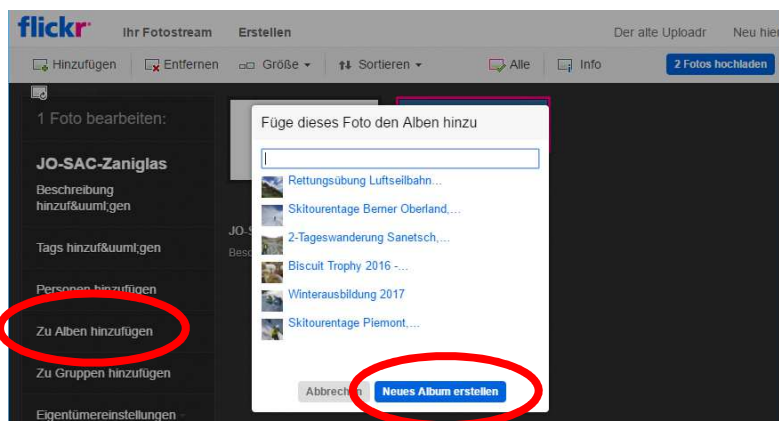 flickr
Ihr Fotostream Erstellen Der alte Uploadr Neu hier
Hinzufügen Entfernen Größe Sortieren Alle Info 2 Fotos hochladen
1 Foto bearbeiten:
JO-SAC-Zaniglas
Beschreibung
hinzuf&uuml;gen
Tags hinzuf&uuml;gen
Personen hinzufügen
Zu Alben hinzufügen
Zu Gruppen hinzufügen
Eigentümereinstellungen
Füge dieses Foto den Alben hinzu
Rettungsübung Luftseilbahn...
Skitourentage Berner Oberland,...
2-Tageswanderung Sanetsch,...
Biscuit Trophy 2016 -...
Winterausbildung 2017
Skitourentage Piemont,...
Abbrechen Neues Album erstellen